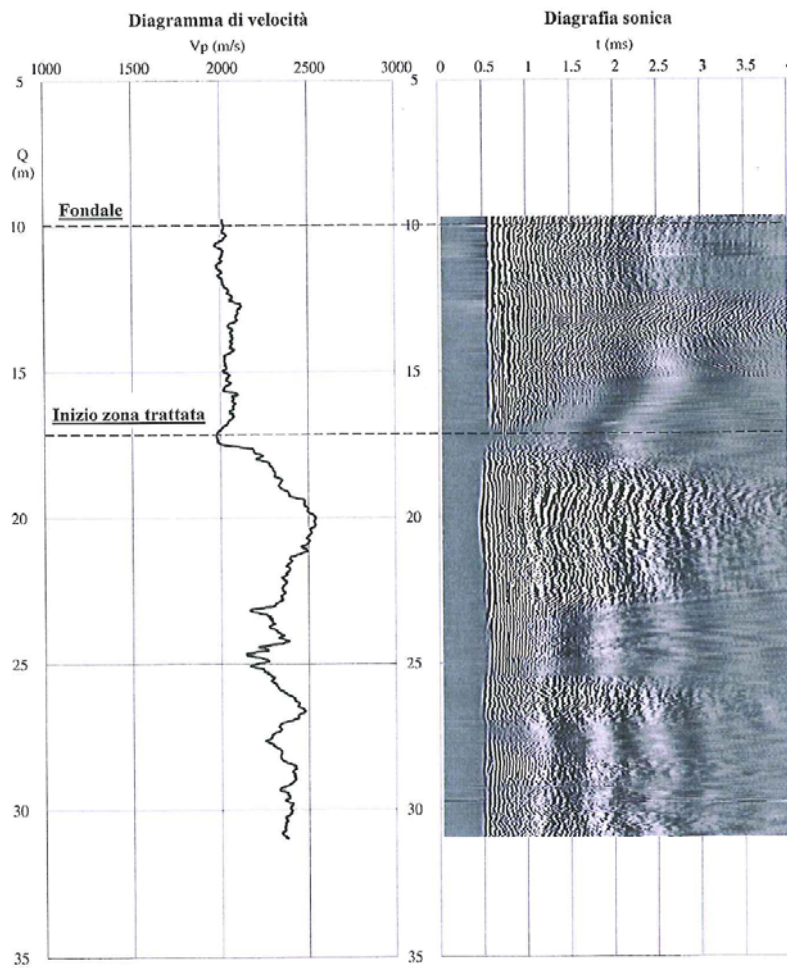 Diagramma di velocità
Vp (m/s)
1000 1500 2000 2500 3000
5
Q
(m)
Fondale
10
15
Inizio zona trattata
20
25
30
35
Diagrafia sonica
t (ms)
0 0.5 1 1.5 2 2.5 3 3.5 4
5
10
15
20
25
30
35